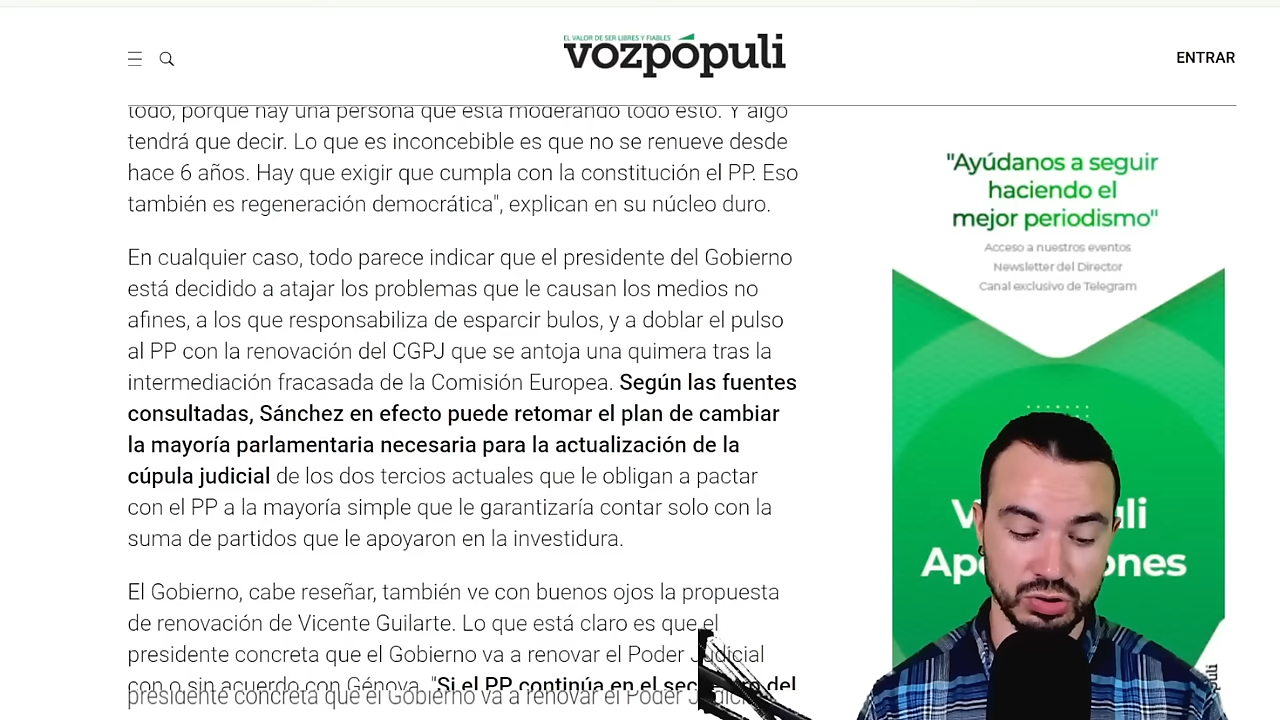 EL VALOR DE SER LIBRES Y FIABLES
vozpópuli
ENTRAR
todo, porque hay una persona que está moderando todo esto. Y algo
tendrá que decir. Lo que es inconcebible es que no se renueve desde
hace 6 años. Hay que exigir que cumpla con la constitución el PP. Eso
también es regeneración democrática", explican en su núcleo duro.
En cualquier caso, todo parece indicar que el presidente del Gobierno
está decidido a atajar los problemas que le causan los medios no
afines, a los que responsabiliza de esparcir bulos, y a doblar el pulso
al PP con la renovación del CGPJ que se antoja una quimera tras la
intermediación fracasada de la Comisión Europea. Según las fuentes
consultadas, Sánchez en efecto puede retomar el plan de cambiar
la mayoría parlamentaria necesaria para la actualización de la
cúpula judicial de los dos tercios actuales que le obligan a pactar
con el PP a la mayoría simple que le garantizaría contar solo con la
suma de partidos que le apoyaron en la investidura.
El Gobierno, cabe reseñar, también ve con buenos ojos la propuesta
de renovación de Vicente Guilarte. Lo que está claro es que el
presidente concreta que el Gobierno va a renovar el Poder Judicial
con o sin acuerdo con Génova. "Si el PP continúa en el del
presidente concreta que el Gobierno va a renovar el Poder
"Ayúdanos a seguir
haciendo el
mejor periodismo"
Acceso a nuestros eventos
Newsletter del Director
Canal exclusivo de Telegram